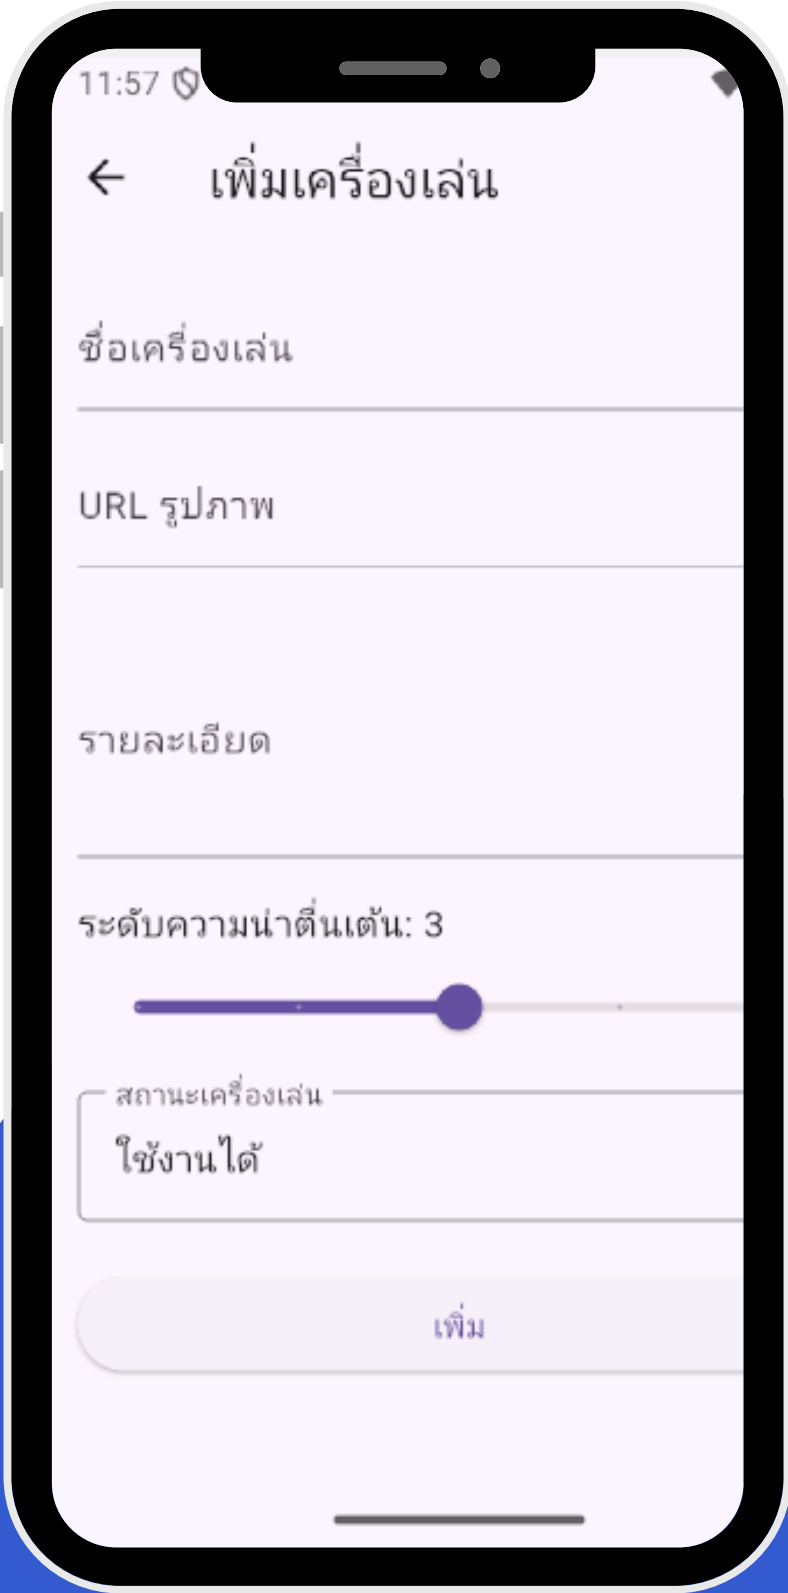 11:57
เพิ่มเครื่องเล่น
ชื่อเครื่องเล่น
URL รูปภาพ
รายละเอียด
ระดับความน่าตื่นเต้น: 3
สถานะเครื่องเล่น
ใช้งานได้
เพิ่ม